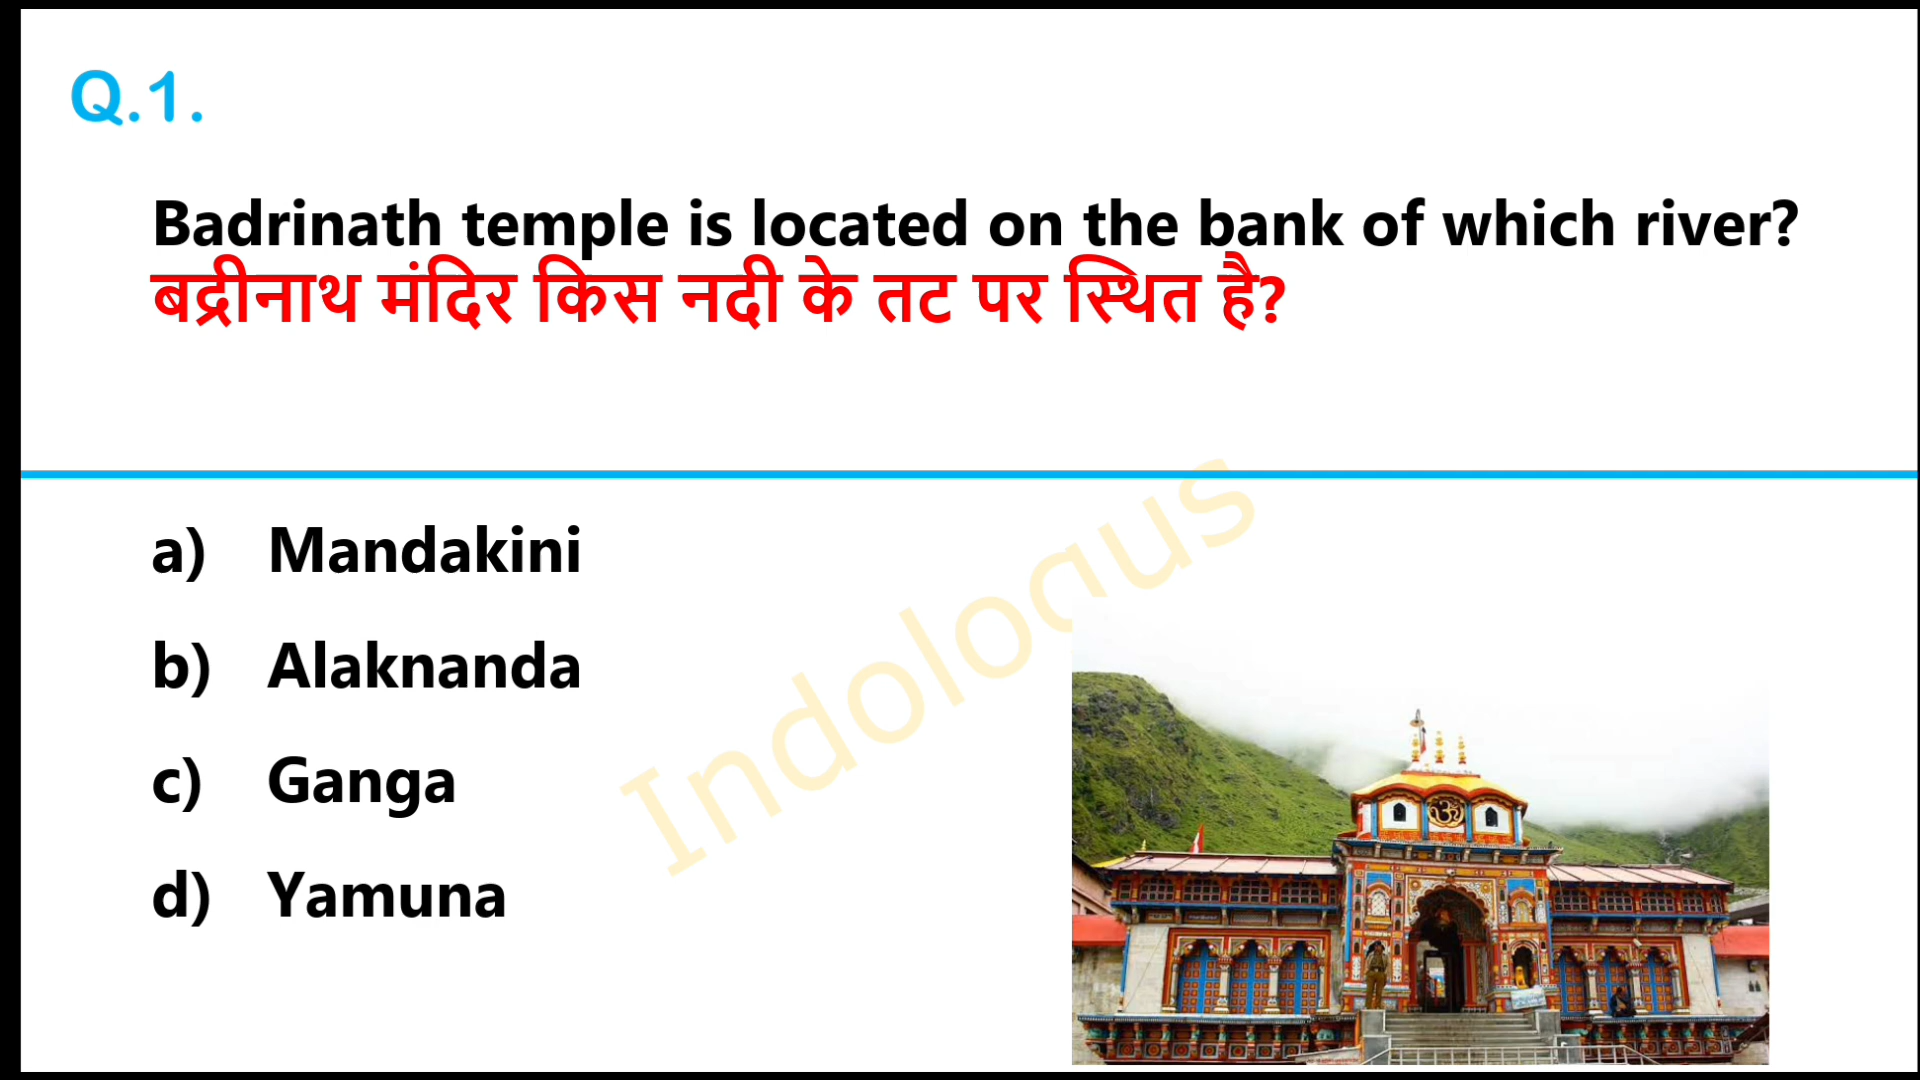 Q.1.
Badrinath temple is located on the bank of which river?
बद्रीनाथ मंदिर किस नदी के तट पर स्थित है?
a) Mandakini
b) Alaknanda
c) Ganga
d) Yamuna